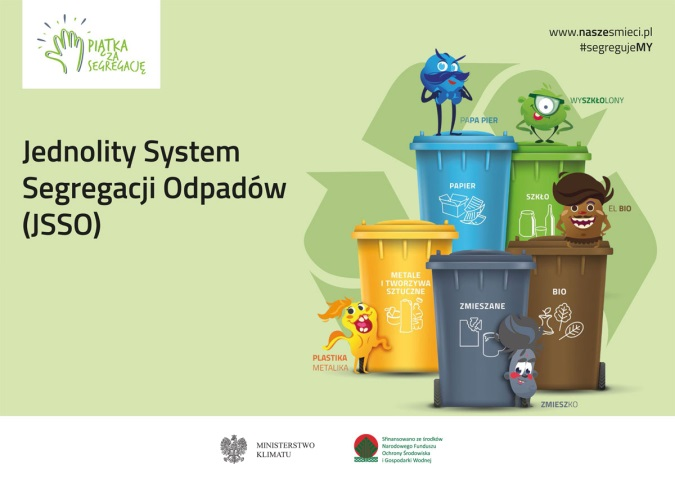 PIĄTKA
ZA
SEGREGACJĘ
www.naszesmieci.pl
#segregujeMY
Jednolity System
Segregacji Odpadów
(JSSO)
PAPA PIER
WYSZKŁOLONY
PAPIER
SZKŁO
EL BIO
METALE
I TWORZYWA
SZTUCZNE
ZMIESZANE
BIO
PLASTIKA
METALIKA
ZMIESZKO
MINISTERSTWO
KLIMATU
Sfinansowano ze środków
Narodowego Funduszu
Ochrony Środowiska
i Gospodarki Wodnej